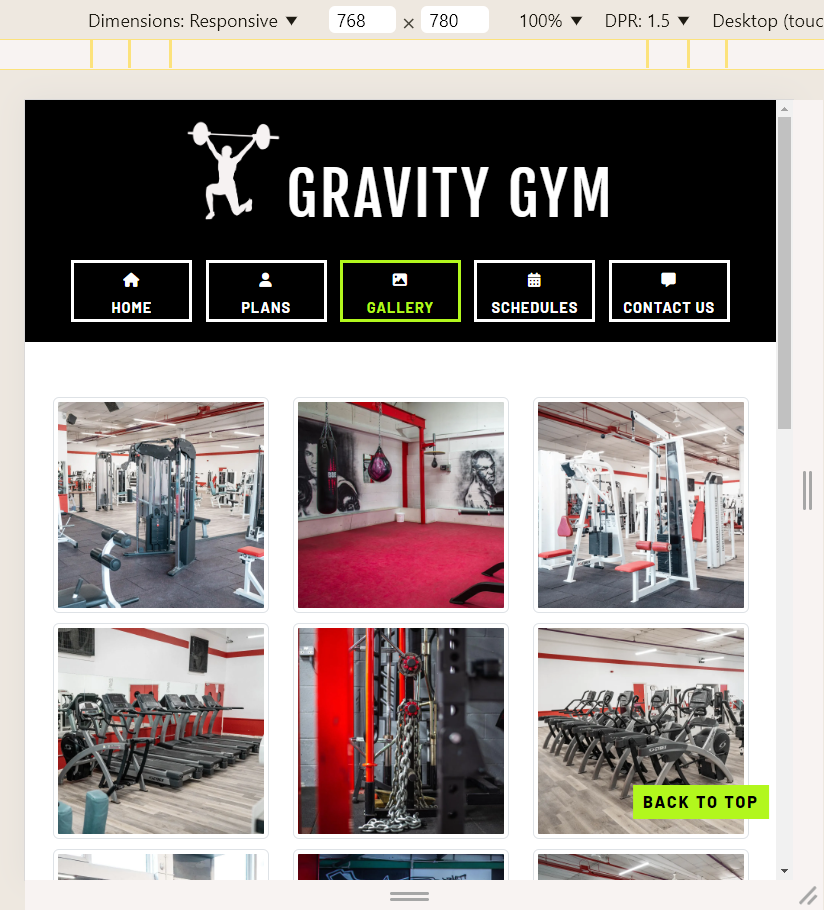 Dimensions: Responsive ▼ 768 × 780 100% ▼ DPR: 1.5 ▼ Desktop (touc
GRAVITY GYM
HOME PLANS GALLERY SCHEDULES CONTACT US
BACK TO TOP